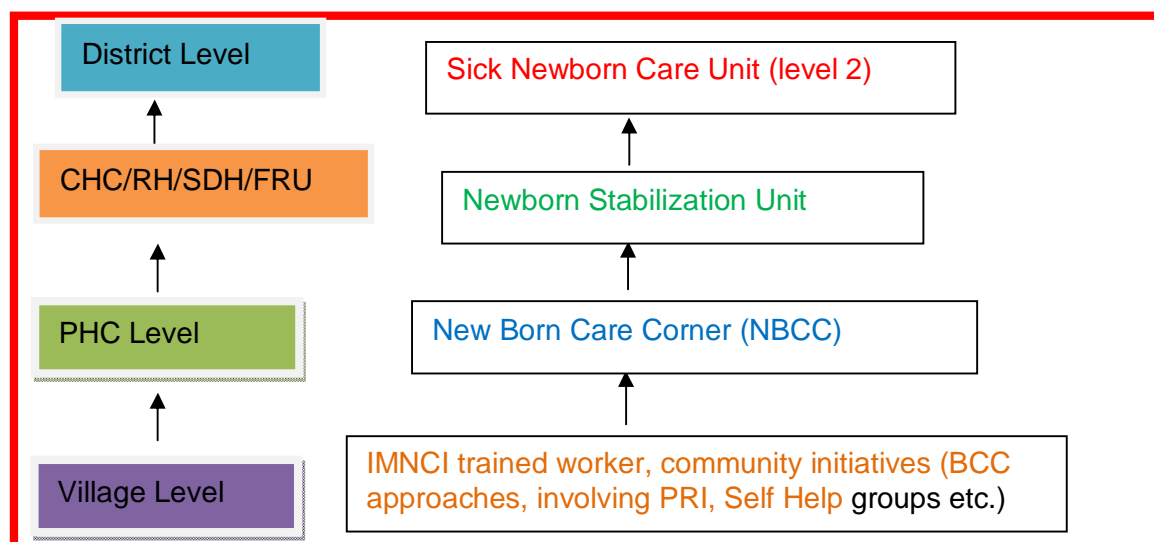 District Level
Sick Newborn Care Unit (level 2)
CHC/RH/SDH/FRU
Newborn Stabilization Unit
PHC Level
New Born Care Corner (NBCC)
Village Level
IMNCI trained worker, community initiatives (BCC
approaches, involving PRI, Self Help groups etc.)